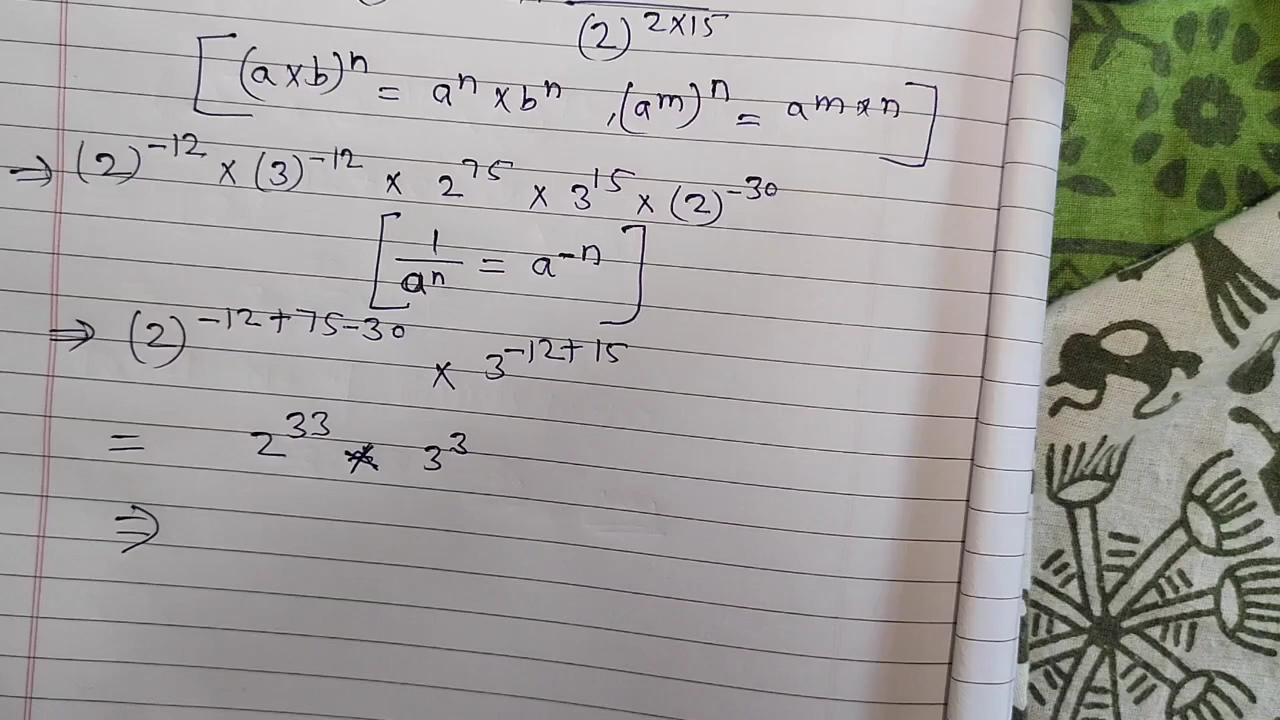 (2)^{2×15}
[(a×b)^n = a^n × b^n , (a^m)^n = a^{m×n}]
⇒ (2)^{-12} × (3)^{-12} × 2^{75} × 3^{15} × (2)^{-30}
[1/a^n = a^{-n}]
⇒ (2)^{-12+75-30} × 3^{-12+15}
= 2^{33} × 3^3
⇒